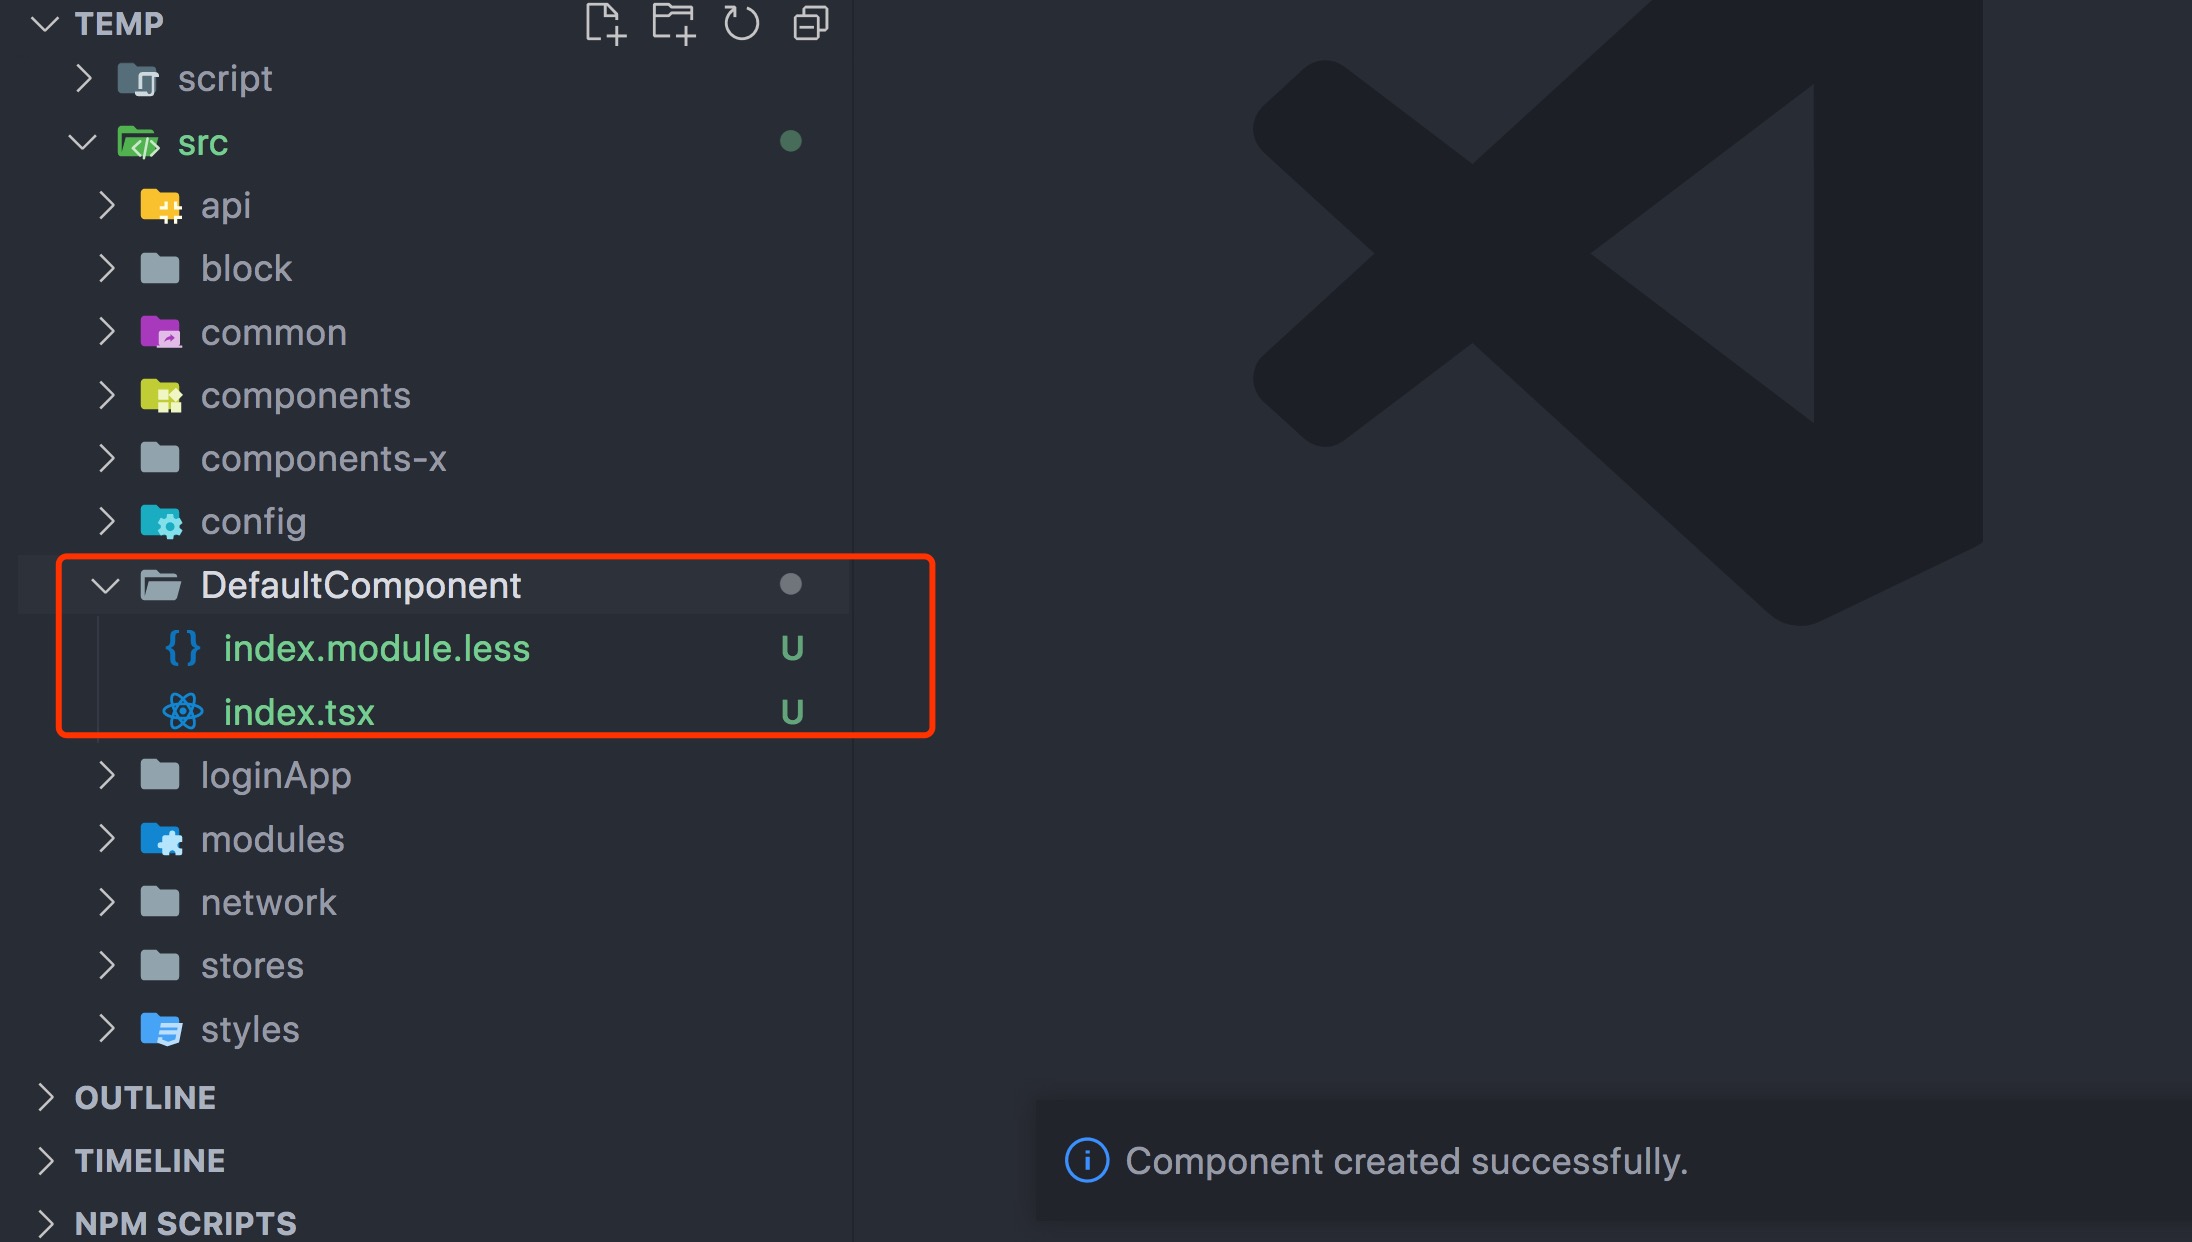 TEMP
script
src
api
block
common
components
components-x
config
DefaultComponent
index.module.less U
index.tsx U
loginApp
modules
network
stores
styles
OUTLINE
TIMELINE
Component created successfully.
NPM SCRIPTS